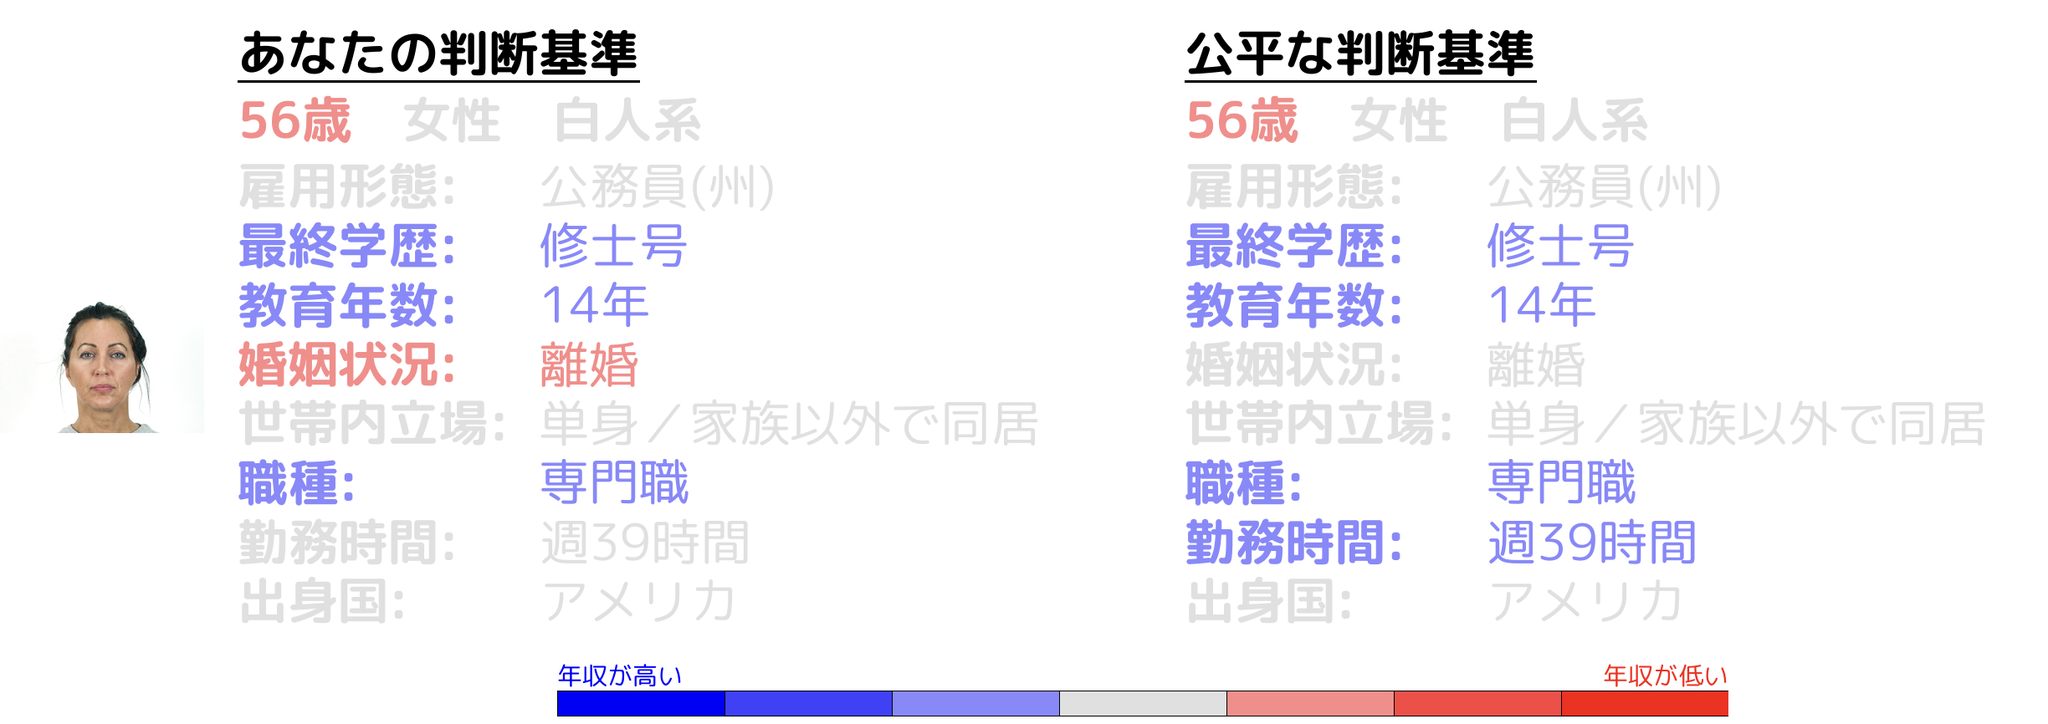 あなたの判断基準
56歳 女性 白人系
雇用形態: 公務員(州)
最終学歴: 修士号
教育年数: 14年
婚姻状況: 離婚
世帯内立場: 単身／家族以外で同居
職種: 専門職
勤務時間: 週39時間
出身国: アメリカ
公平な判断基準
56歳 女性 白人系
雇用形態: 公務員(州)
最終学歴: 修士号
教育年数: 14年
婚姻状況: 離婚
世帯内立場: 単身／家族以外で同居
職種: 専門職
勤務時間: 週39時間
出身国: アメリカ
年収が高い
年収が低い